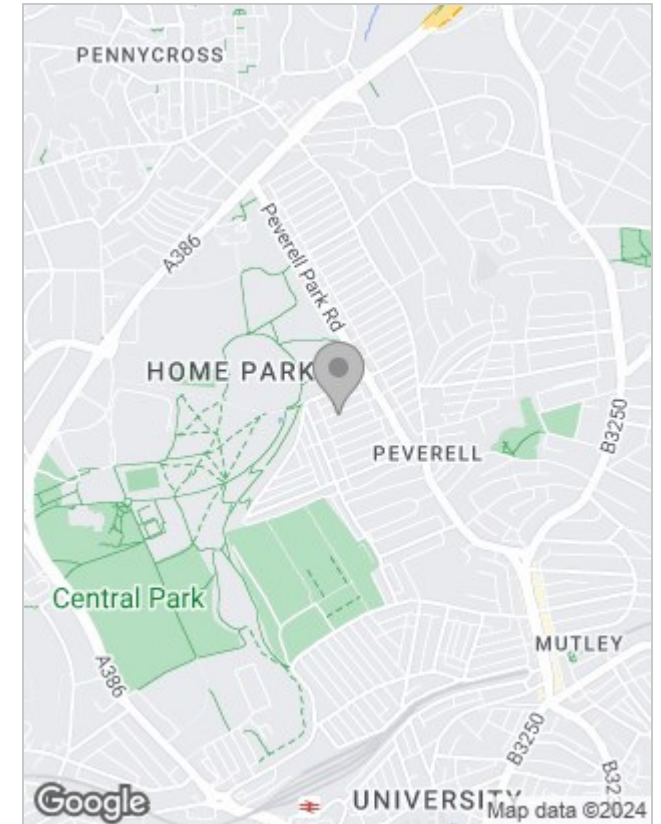 PENNYCROSS
A386
Peverell Park Rd
HOME PARK
B3250
PEVERELL
Central Park
MUTLEY
A386
B3250
UNIVERSITY
Google
Map data ©2024